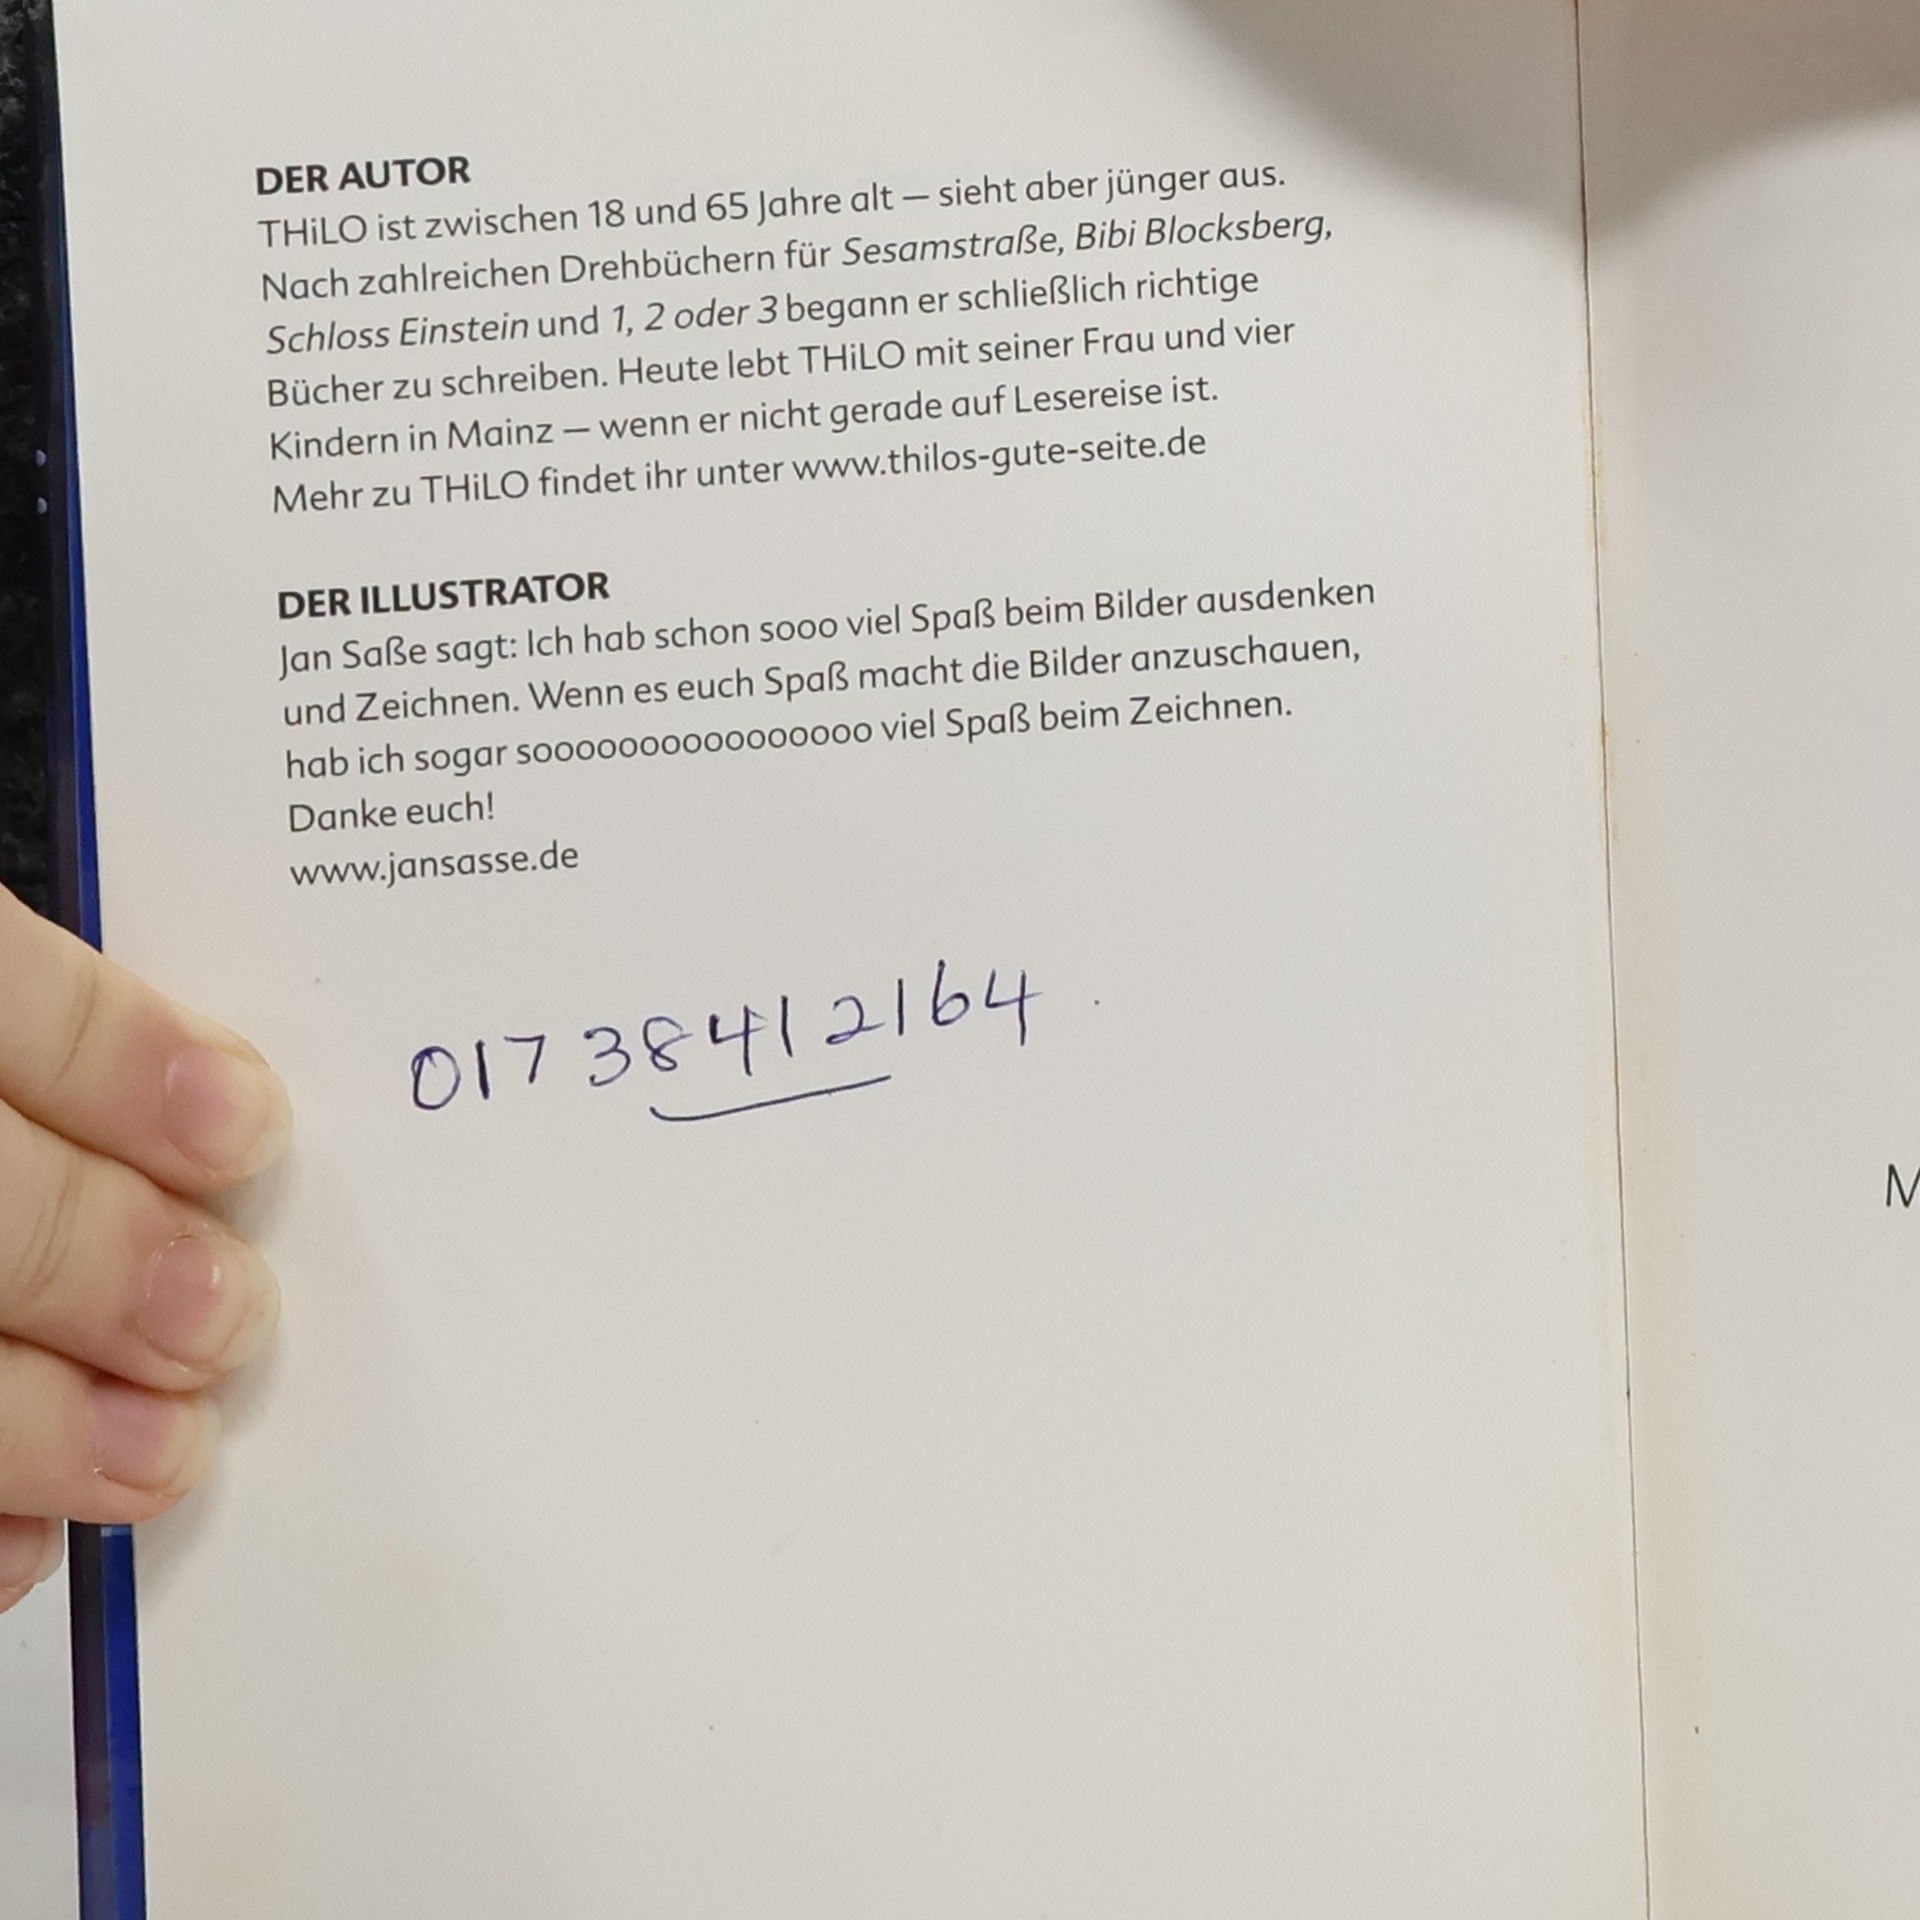 DER AUTOR
THiLO ist zwischen 18 und 65 Jahre alt – sieht aber jünger aus.
Nach zahlreichen Drehbüchern für Sesamstraße, Bibi Blocksberg,
Schloss Einstein und 1, 2 oder 3 begann er schließlich richtige
Bücher zu schreiben. Heute lebt THiLO mit seiner Frau und vier
Kindern in Mainz – wenn er nicht gerade auf Lesereise ist.
Mehr zu THiLO findet ihr unter www.thilos-gute-seite.de
DER ILLUSTRATOR
Jan Saße sagt: Ich hab schon sooo viel Spaß beim Bilder ausdenken
und Zeichnen. Wenn es euch Spaß macht die Bilder anzuschauen,
hab ich sogar soooooooooooooooo viel Spaß beim Zeichnen.
Danke euch!
www.jansasse.de
017 38412164